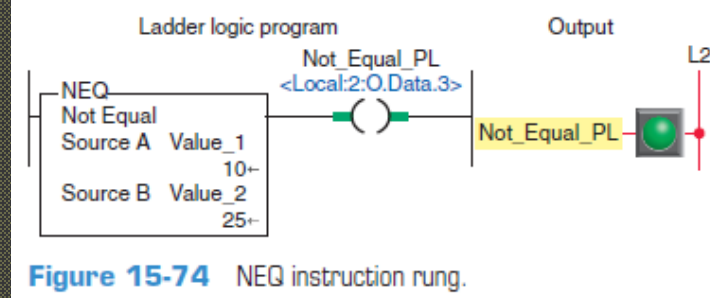 Ladder logic program
Output
Not_Equal_PL
<Local:2:O.Data.3>
L2
NEQ
Not Equal
Source A Value_1
10←
Source B Value_2
25←
Not_Equal_PL
Figure 15-74 NEQ instruction rung.